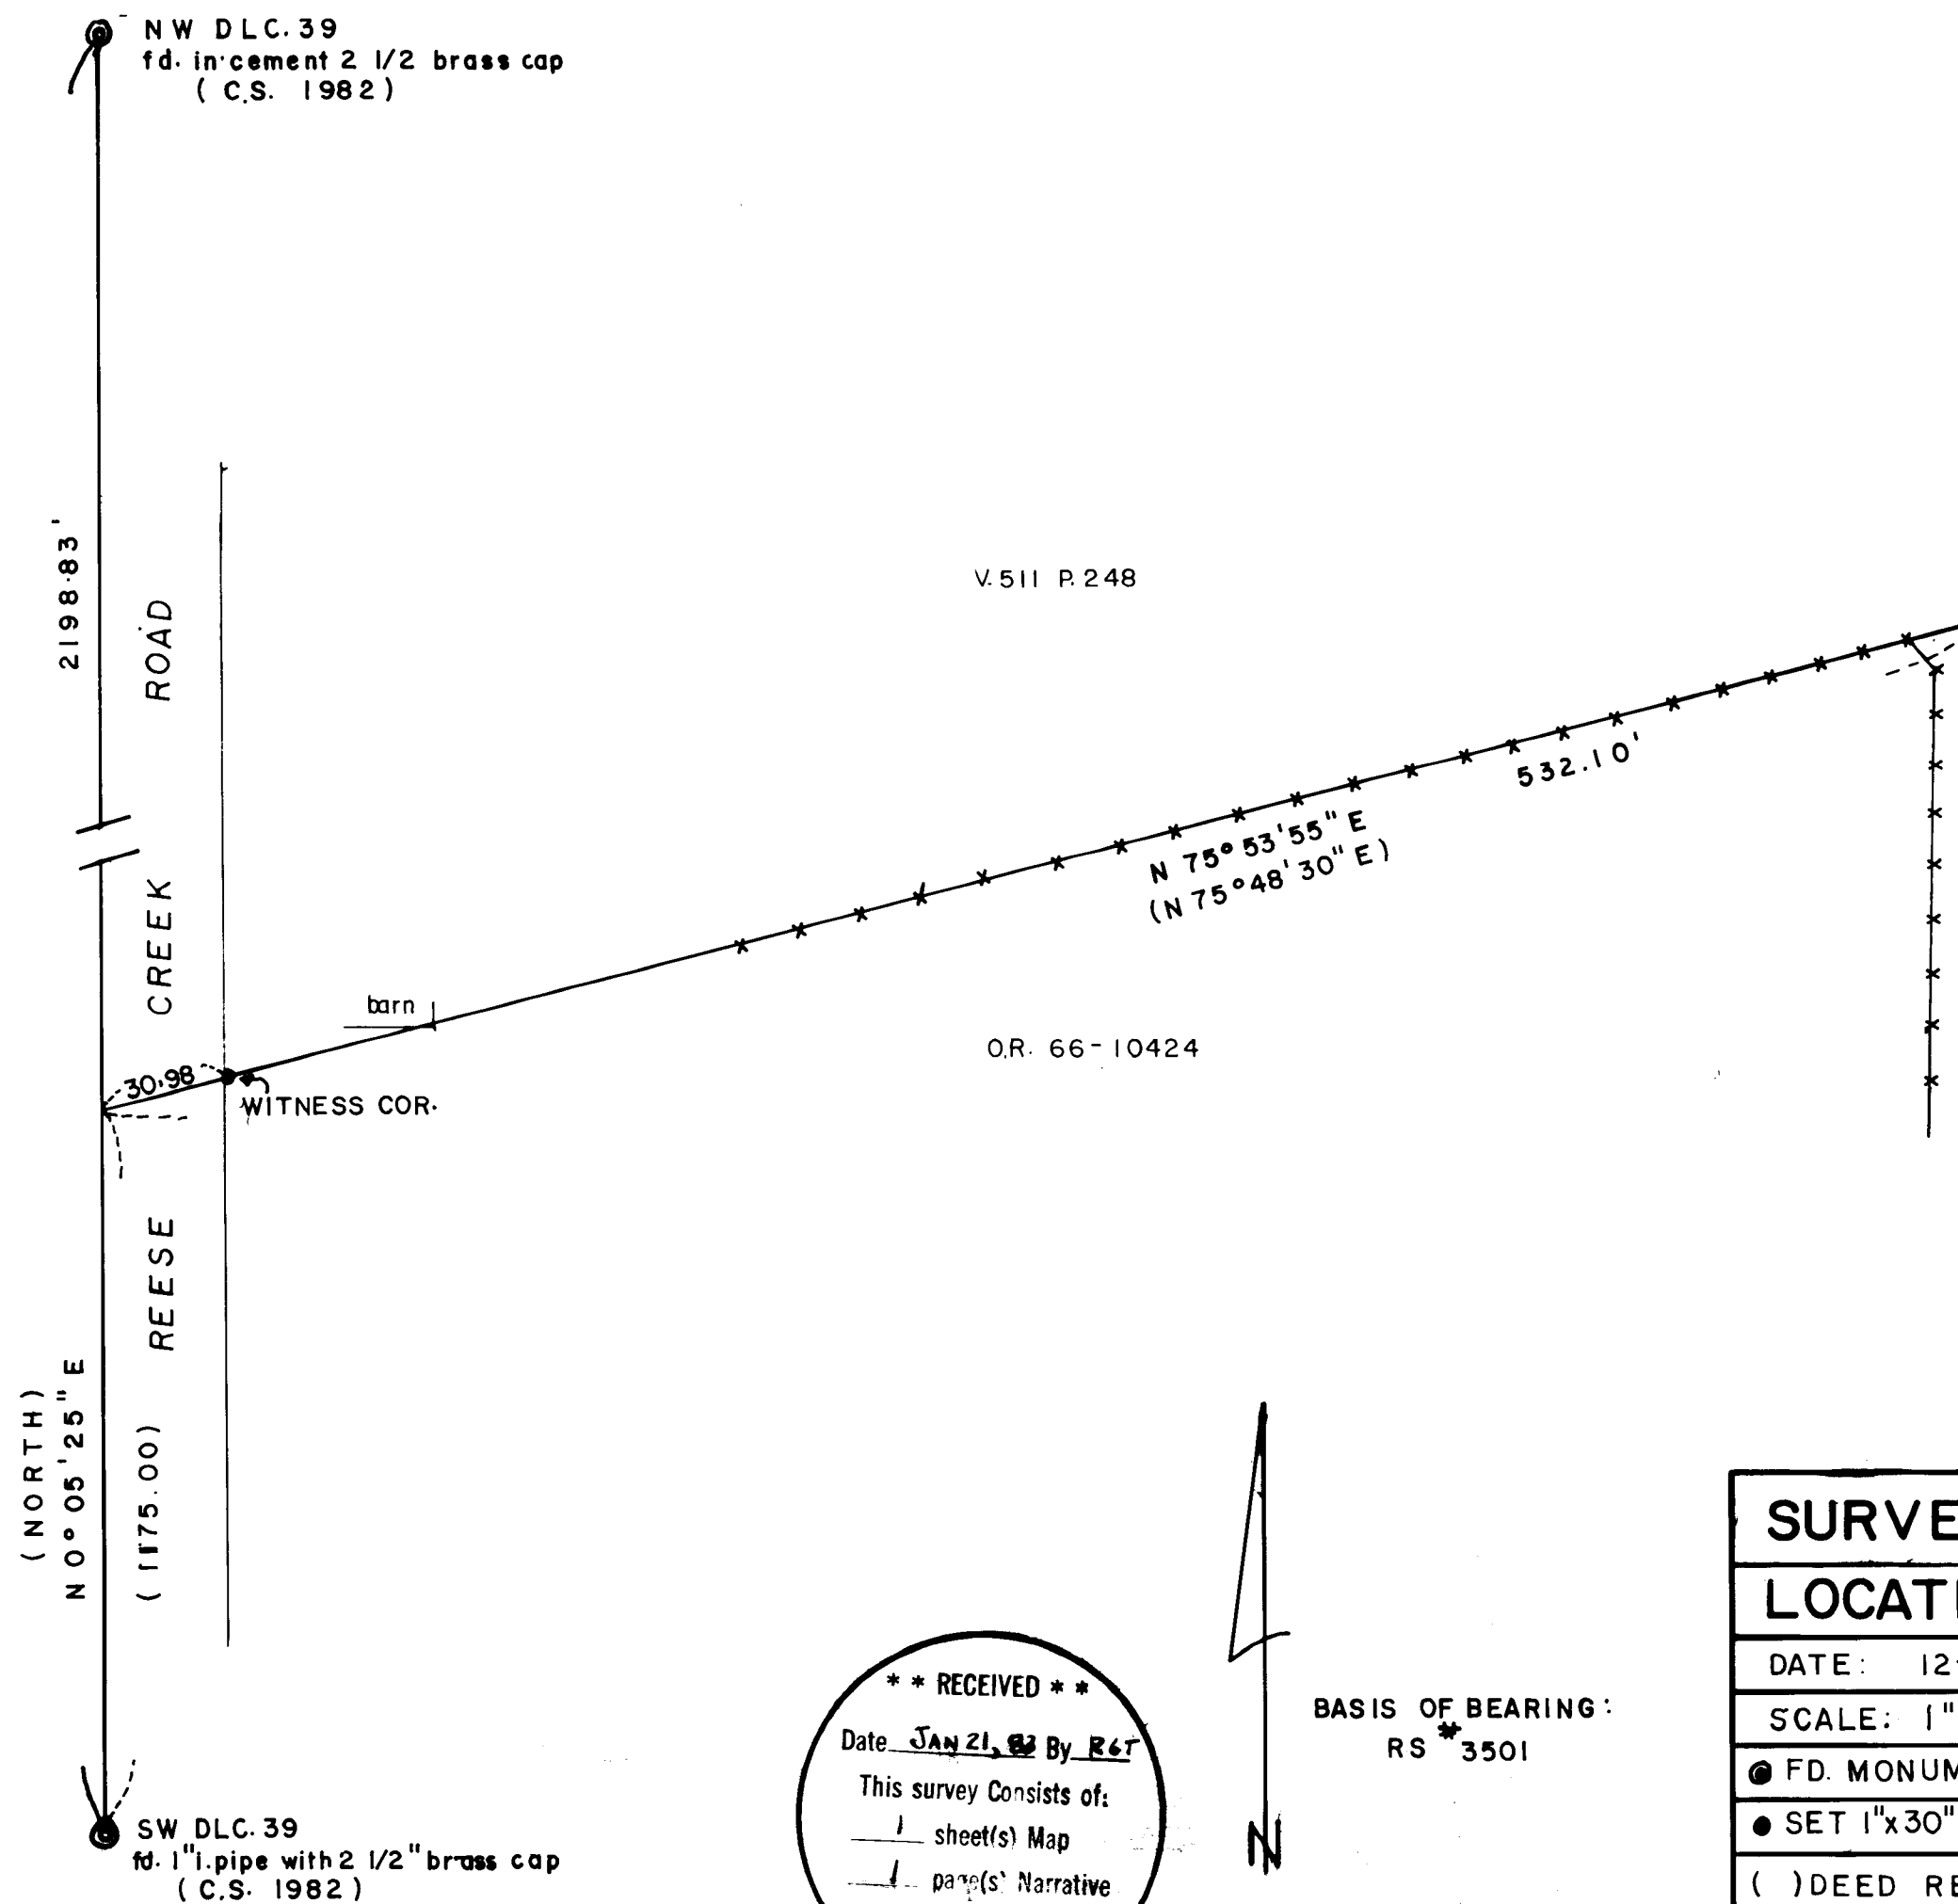 NW DLC. 39
fd. in cement 2 1/2 brass cap
( C.S. 1982 )
2198.83'
REESE CREEK ROAD
V. 511 P. 248
532.10'
N 75° 53' 55" E
(N 75° 48' 30" E)
barn
O.R. 66-10424
30.98
WITNESS COR.
(NORTH)
N 0° 05' 25" E
(1175.00)
SURVE
LOCATI
DATE: 12-
SCALE: 1"
FD. MONUM
SET 1"x30"
( ) DEED RE
* * RECEIVED * *
Date JAN 21, 83 By RGT
This survey Consists of:
1 sheet(s) Map
1 page(s) Narrative
BASIS OF BEARING:
RS # 3501
N
SW DLC. 39
fd. 1" i. pipe with 2 1/2" brass cap
( C.S. 1982 )